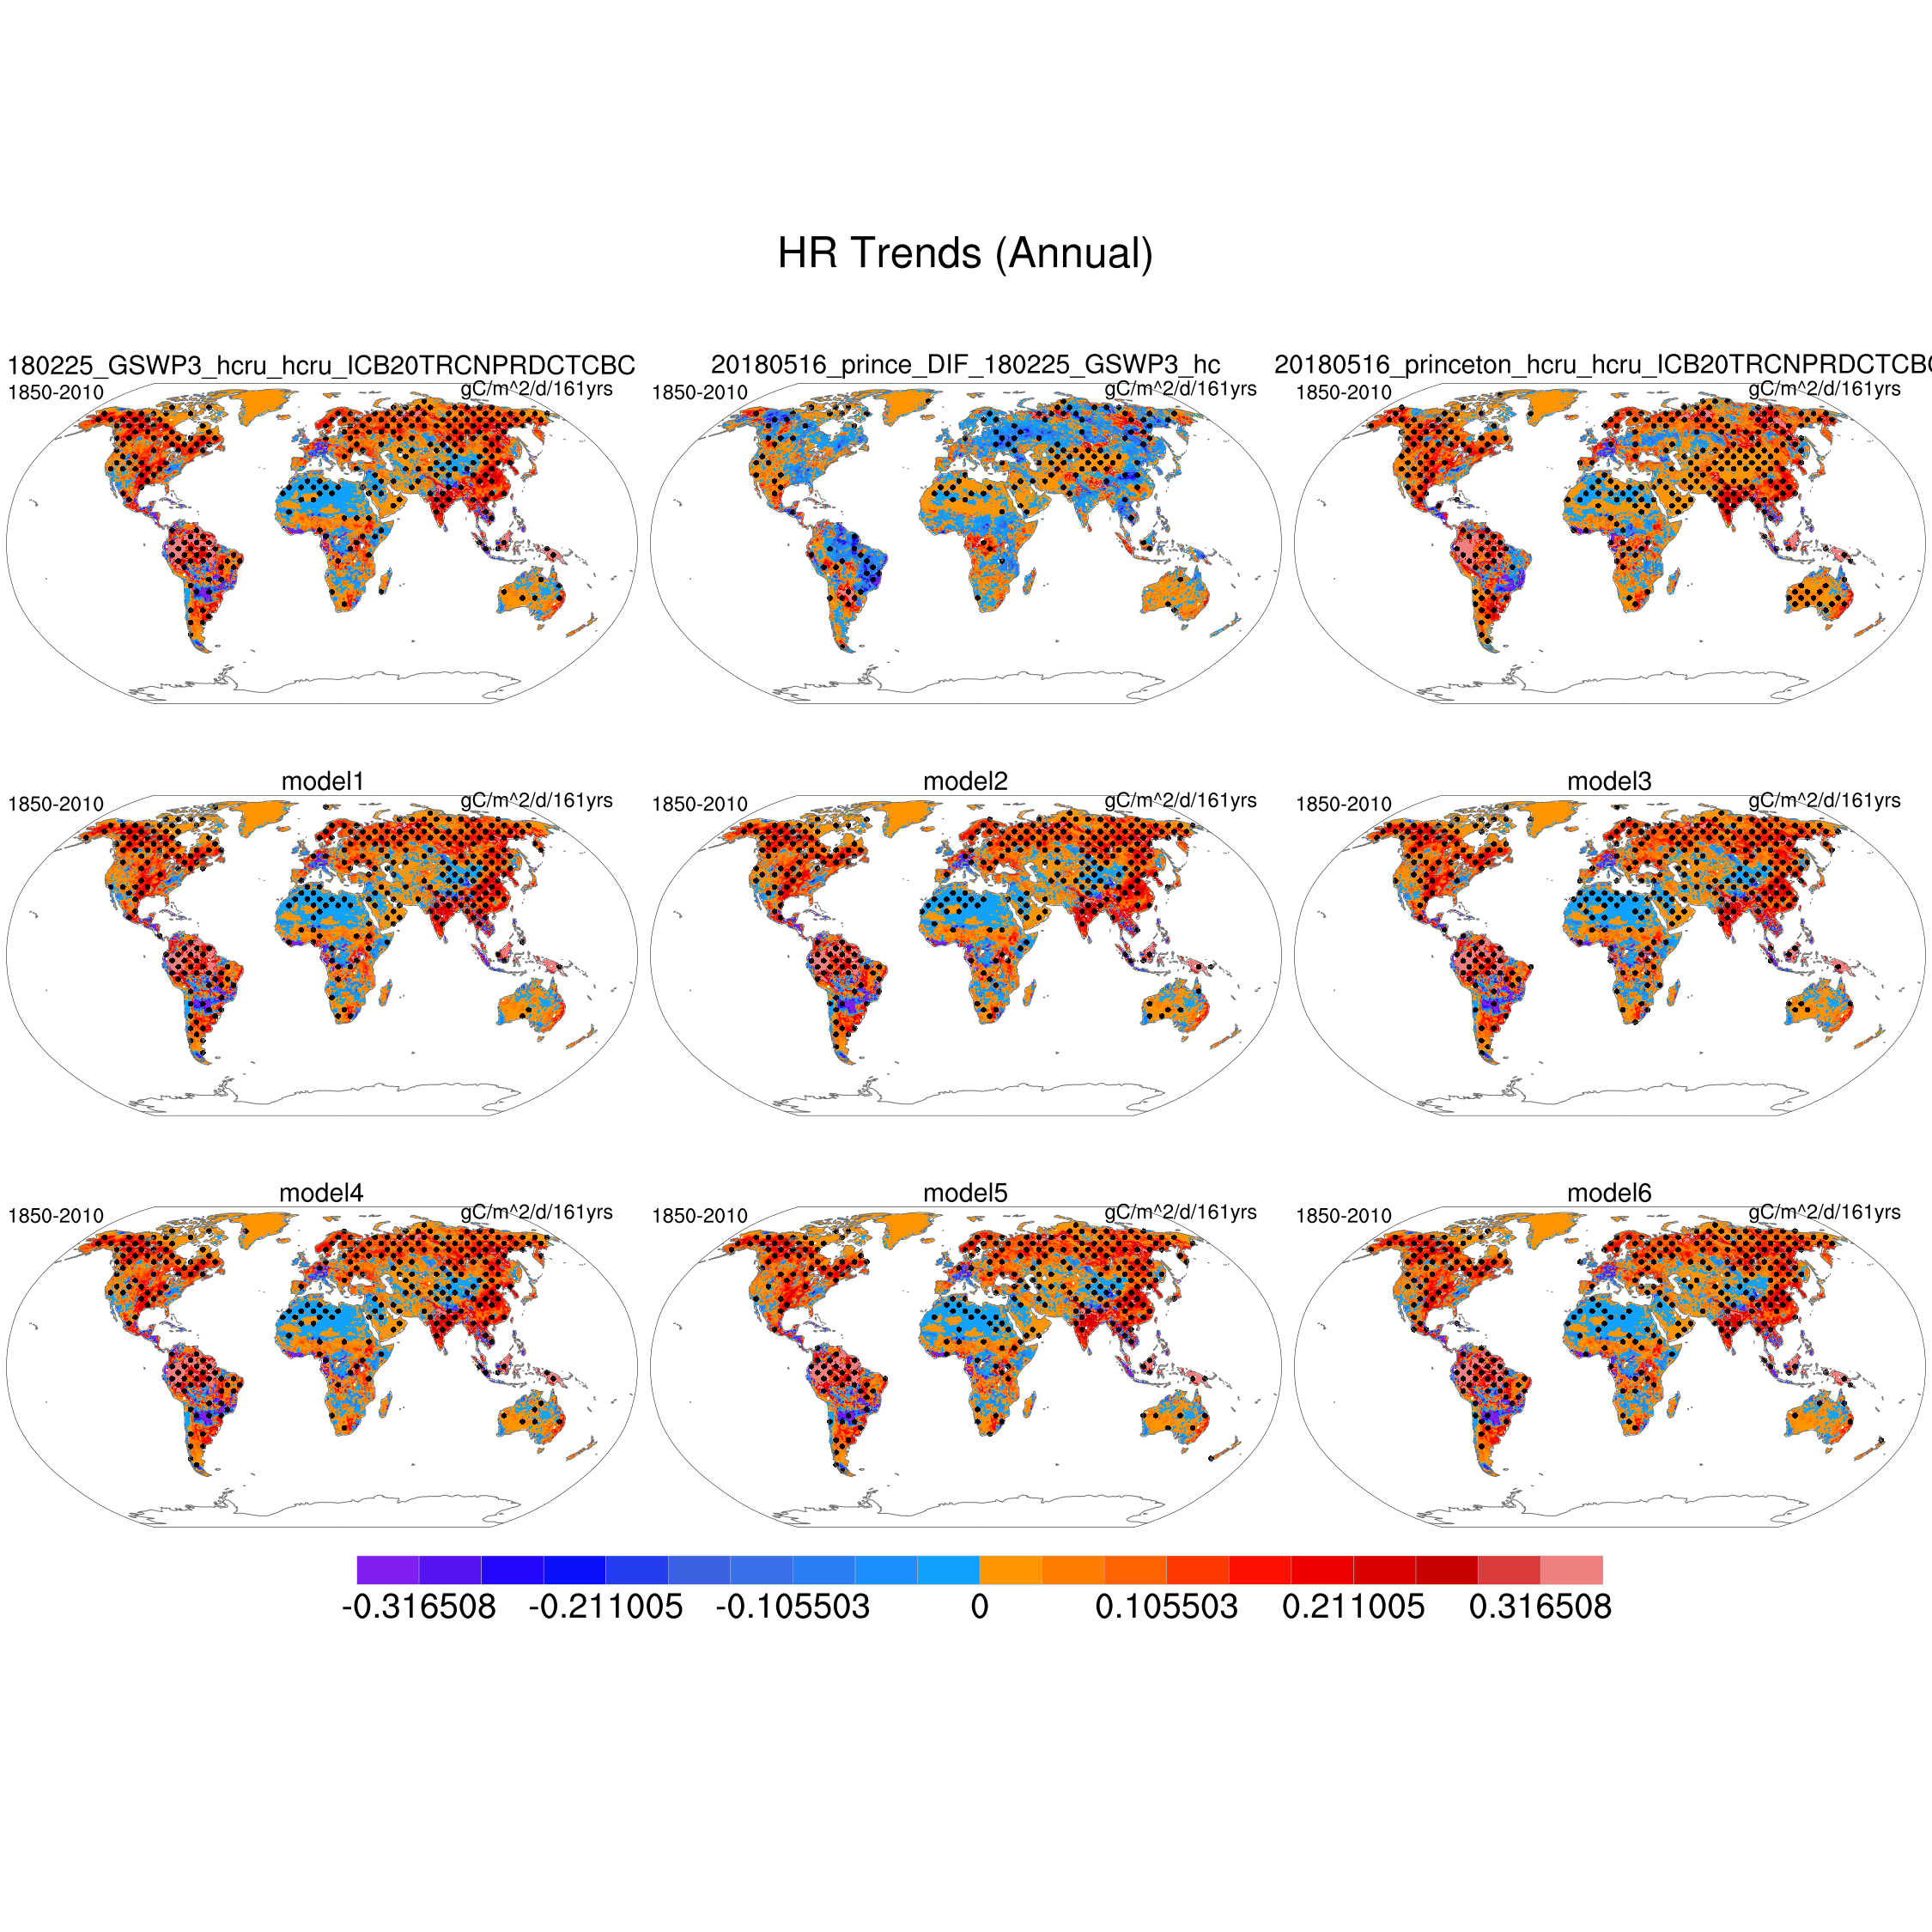 HR Trends (Annual)
180225_GSWP3_hcru_hcru_ICB20TRCNPRDCTCBC
1850-2010
gC/m^2/d/161yrs
20180516_prince_DIF_180225_GSWP3_hc
1850-2010
gC/m^2/d/161yrs
20180516_princeton_hcru_hcru_ICB20TRCNPRDCTCBC
1850-2010
gC/m^2/d/161yrs
model1
1850-2010
gC/m^2/d/161yrs
model2
1850-2010
gC/m^2/d/161yrs
model3
1850-2010
gC/m^2/d/161yrs
model4
1850-2010
gC/m^2/d/161yrs
model5
1850-2010
gC/m^2/d/161yrs
model6
1850-2010
gC/m^2/d/161yrs
-0.316508 -0.211005 -0.105503 0 0.105503 0.211005 0.316508